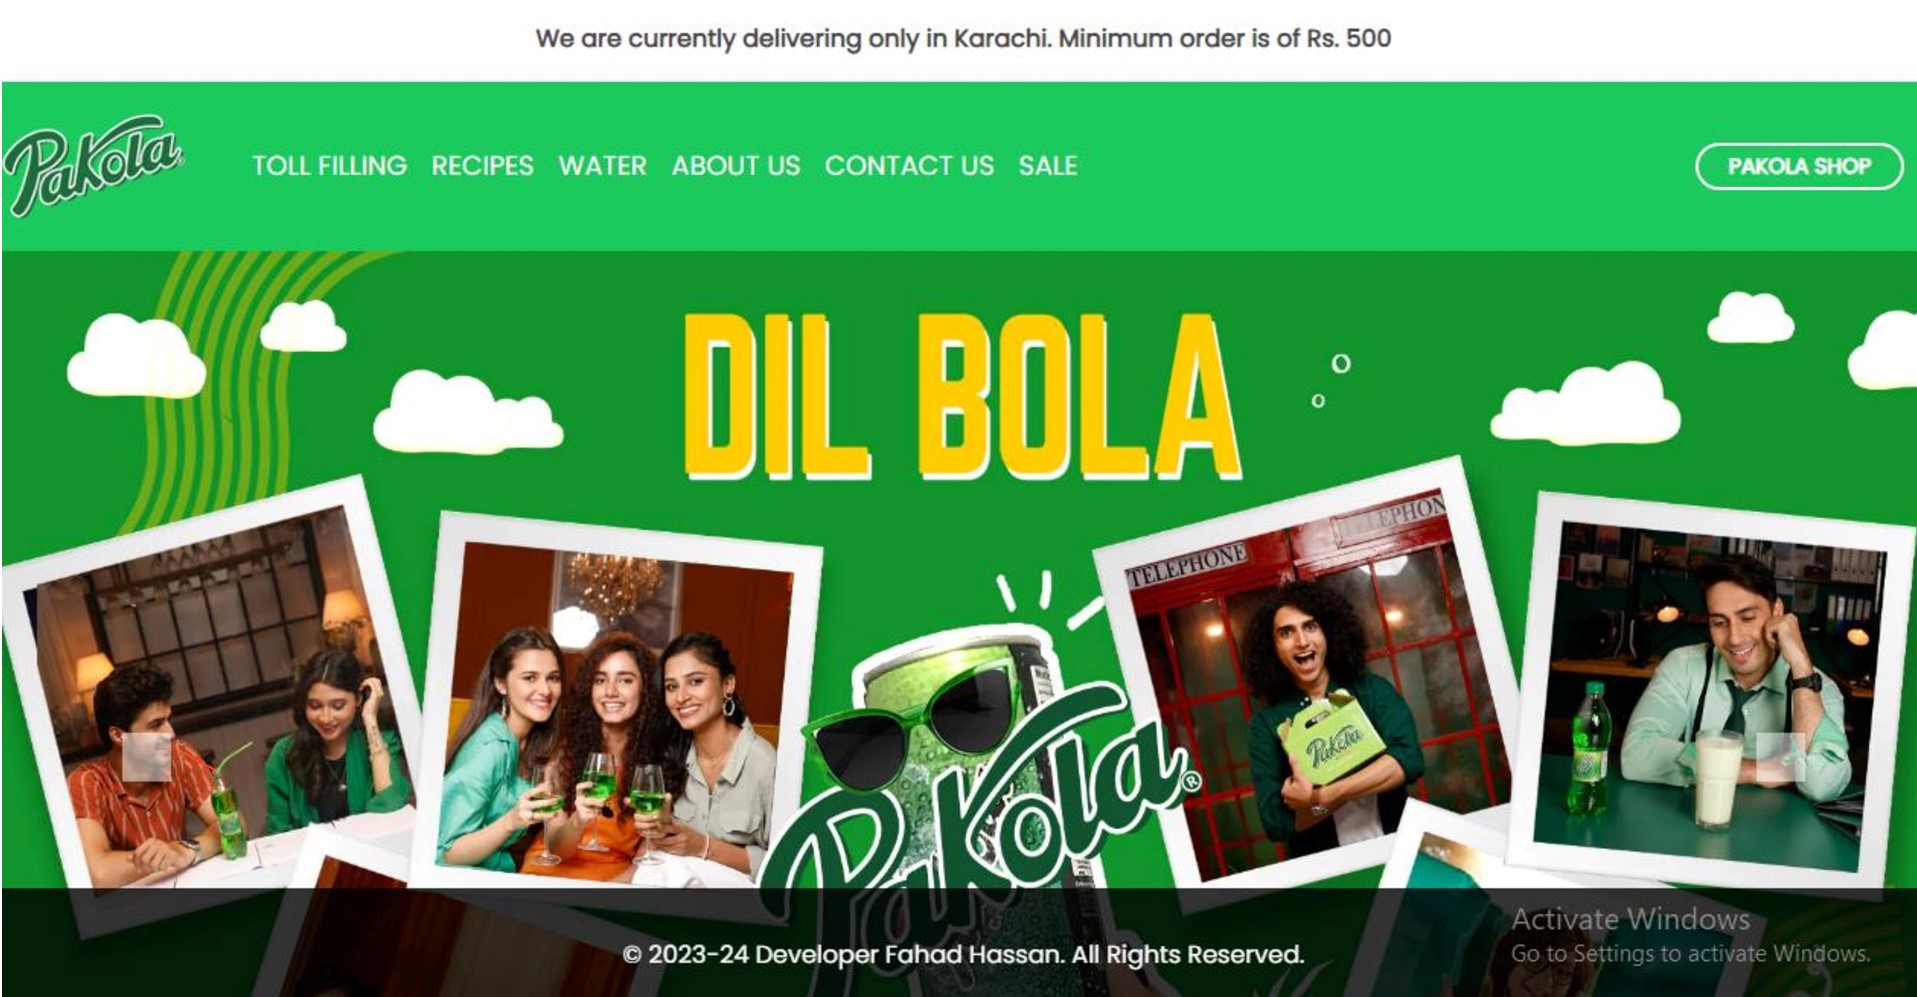 We are currently delivering only in Karachi. Minimum order is of Rs. 500
Pakola
TOLL FILLING RECIPES WATER ABOUT US CONTACT US SALE
PAKOLA SHOP
DIL BOLA
TELEPHONE
TELEPHON
Pakola
Pakola®
© 2023-24 Developer Fahad Hassan. All Rights Reserved.
Activate Windows
Go to Settings to activate Windows.